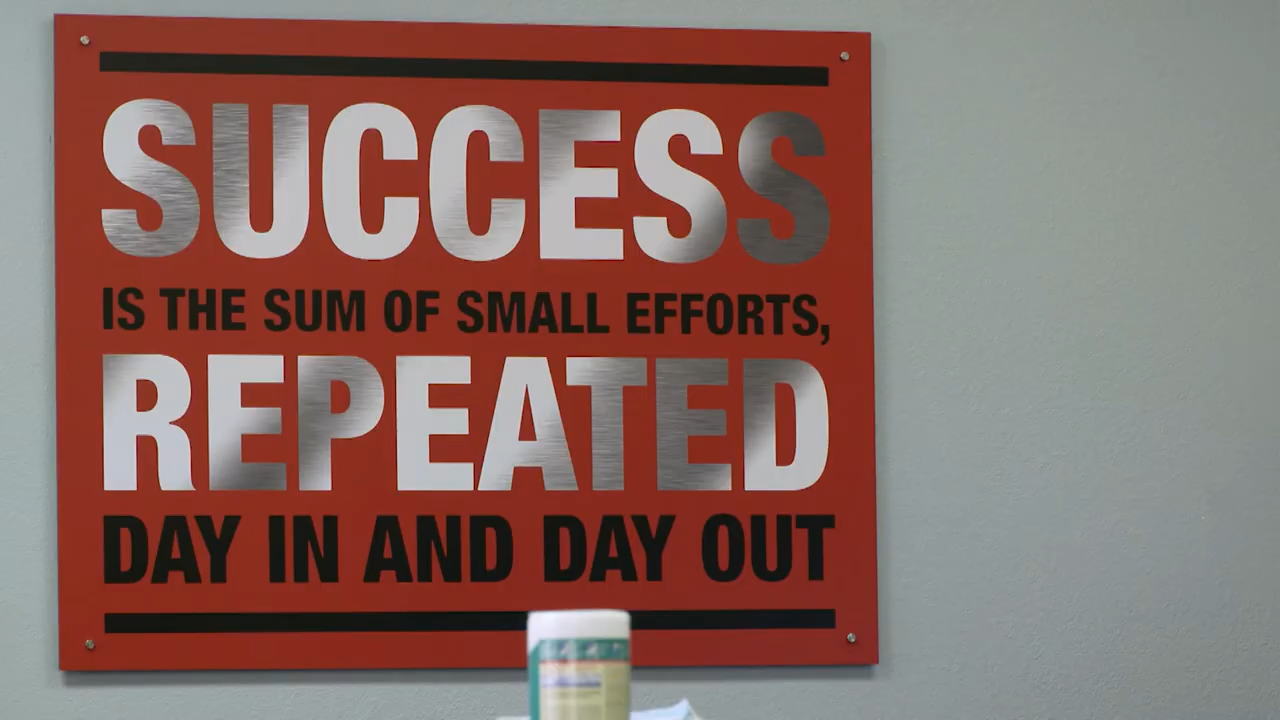 SUCCESS
IS THE SUM OF SMALL EFFORTS,
REPEATED
DAY IN AND DAY OUT